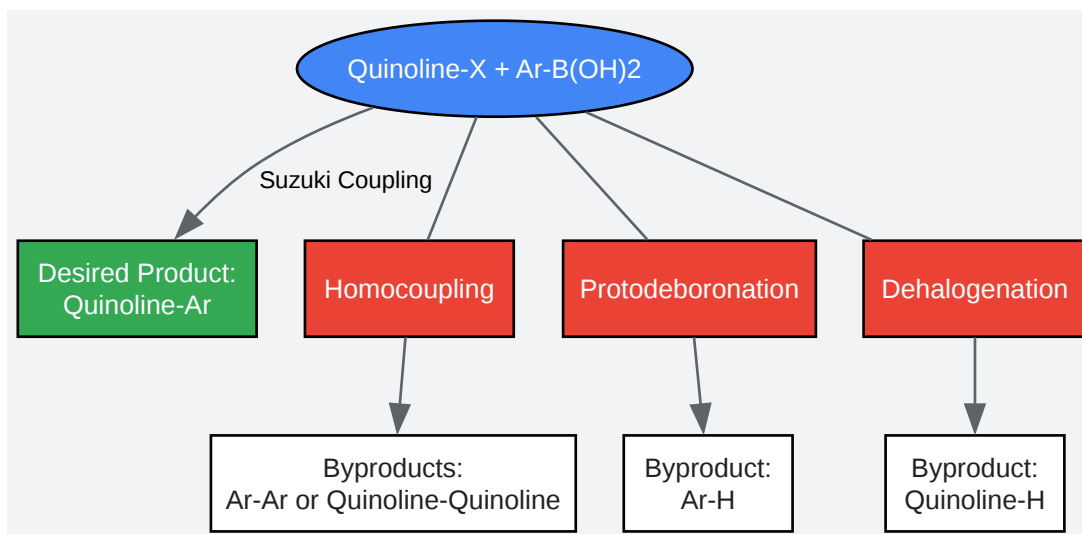 Quinoline-X + Ar-B(OH)2
Suzuki Coupling
Desired Product:
Quinoline-Ar
Homocoupling
Protodeboronation
Dehalogenation
Byproducts:
Ar-Ar or Quinoline-Quinoline
Byproduct:
Ar-H
Byproduct:
Quinoline-H